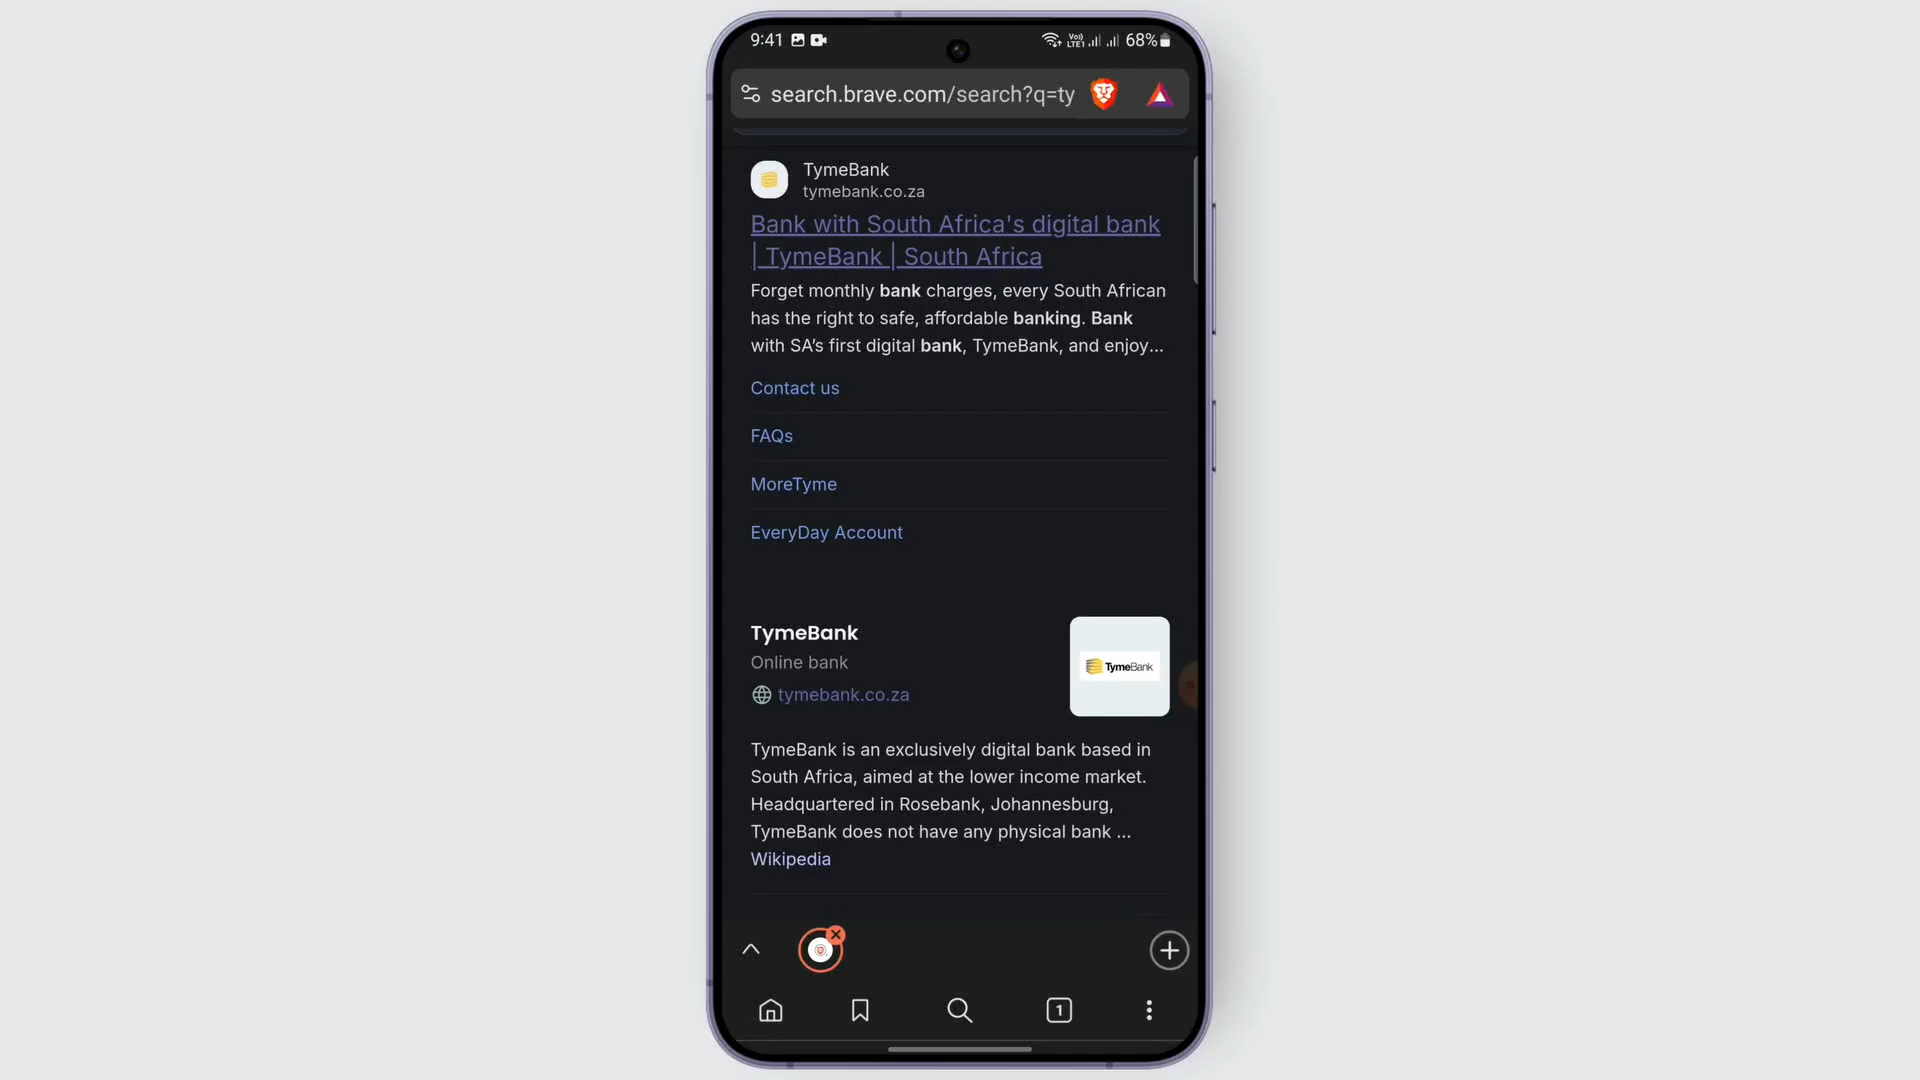 9:41
Vo) LTE1
68%
search.brave.com/search?q=ty
TymeBank
tymebank.co.za
Bank with South Africa's digital bank
| TymeBank | South Africa
Forget monthly bank charges, every South African
has the right to safe, affordable banking. Bank
with SA's first digital bank, TymeBank, and enjoy...
Contact us
FAQs
MoreTyme
EveryDay Account
TymeBank
Online bank
tymebank.co.za
TymeBank
TymeBank is an exclusively digital bank based in
South Africa, aimed at the lower income market.
Headquartered in Rosebank, Johannesburg,
TymeBank does not have any physical bank ...
Wikipedia
1